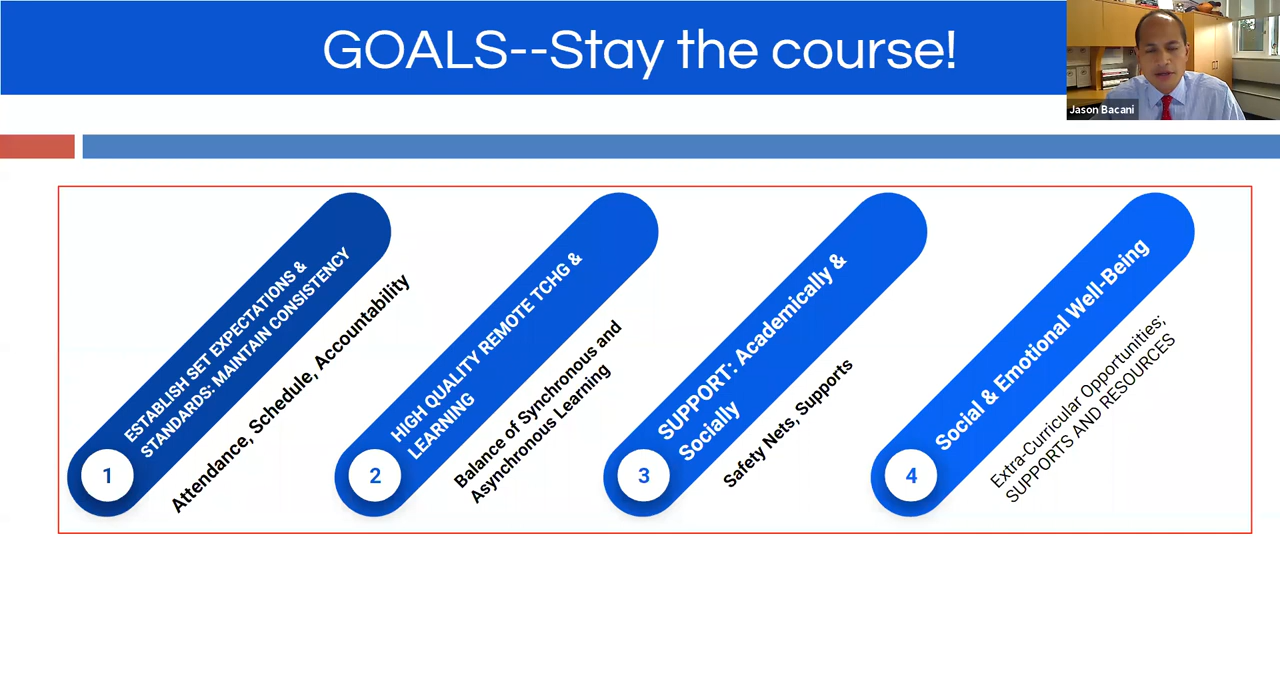 GOALS--Stay the course!
Jason Bacani
ESTABLISH SET EXPECTATIONS &
STANDARDS: MAINTAIN CONSISTENCY
Attendance, Schedule, Accountability
1
HIGH QUALITY REMOTE TCHG &
LEARNING
Balance of Synchronous and
Asynchronous Learning
2
SUPPORT: Academically &
Socially
Safety Nets, Supports
3
Social & Emotional Well-Being
Extra-Curricular Opportunities;
SUPPORTS AND RESOURCES
4